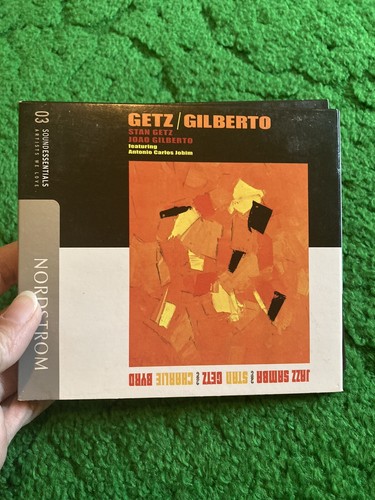 GETZ/GILBERTO
STAN GETZ
JOAO GILBERTO
featuring
Antonio Carlos Jobim
03 SOUNDESSENTIALS
ARTISTS WE LOVE
NORDSTROM
JAZZ SAMBA STAN GETZ CHARLIE BYRD